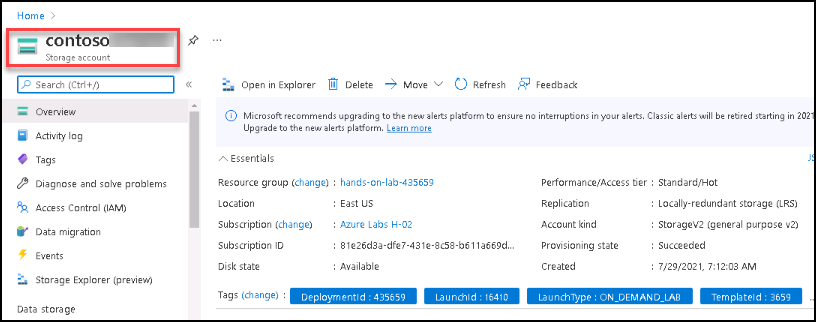 Home
contoso
Storage account
Search (Ctrl+/)
Open in Explorer Delete Move Refresh Feedback
Overview
Activity log
Tags
Diagnose and solve problems
Access Control (IAM)
Data migration
Events
Storage Explorer (preview)
Data storage
Microsoft recommends upgrading to the new alerts platform to ensure no interruptions in your alerts. Classic alerts will be retired starting in 2021
Upgrade to the new alerts platform. Learn more
Essentials
Resource group (change) : hands-on-lab-435659
Location : East US
Subscription (change) : Azure Labs H-02
Subscription ID : 81e26d3a-dfe7-431e-8c58-b611a669d...
Disk state : Available
Performance/Access tier : Standard/Hot
Replication : Locally-redundant storage (LRS)
Account kind : StorageV2 (general purpose v2)
Provisioning state : Succeeded
Created : 7/29/2021, 7:12:03 AM
Tags (change) : DeploymentId : 435659 LaunchId : 16410 LaunchType : ON_DEMAND_LAB TemplateId : 3659